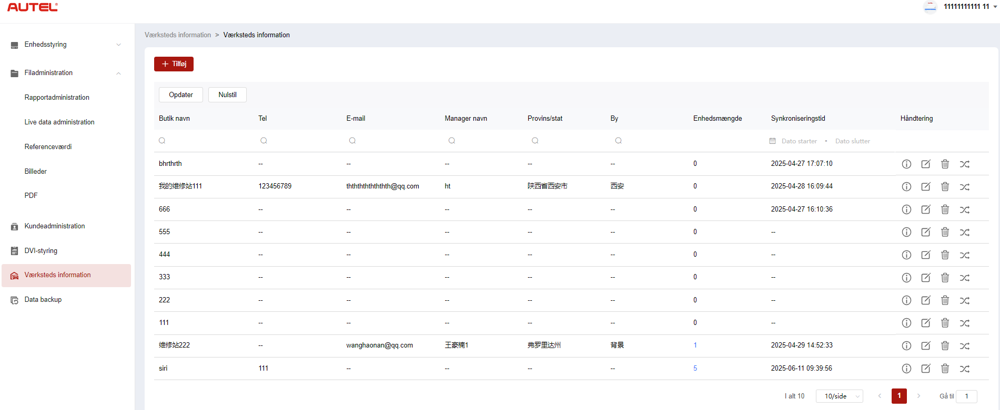 AUTEL®
11111111111 11
Enhedsstyring
Filadministration
Rapportadministration
Live data administration
Referenceværdi
Billeder
PDF
Kundeadministration
DVI-styring
Værksteds information
Data backup
Værksteds information > Værksteds information
+ Tilføj
Opdater Nulstil
Butik navn Tel E-mail Manager navn Provins/stat By Enhedsmængde Synkroniseringstid Håndtering
Dato starter - Dato slutter
bhrthrth -- -- -- -- -- 0 2025-04-27 17:07:10
我的维修站111 123456789 thththththththth@qq.com ht 陕西省西安市 西安 0 2025-04-28 16:09:44
666 -- -- -- -- -- 0 2025-04-27 16:10:36
555 -- -- -- -- -- 0 --
444 -- -- -- -- -- 0 --
333 -- -- -- -- -- 0 --
222 -- -- -- -- -- 0 --
111 -- -- -- -- -- 0 --
维修站222 -- wanghaonan@qq.com 王豪楠1 弗罗里达州 背景 1 2025-04-29 14:52:33
siri 111 -- -- -- -- 5 2025-06-11 09:39:56
I alt 10 10/side < 1 > Gå til 1